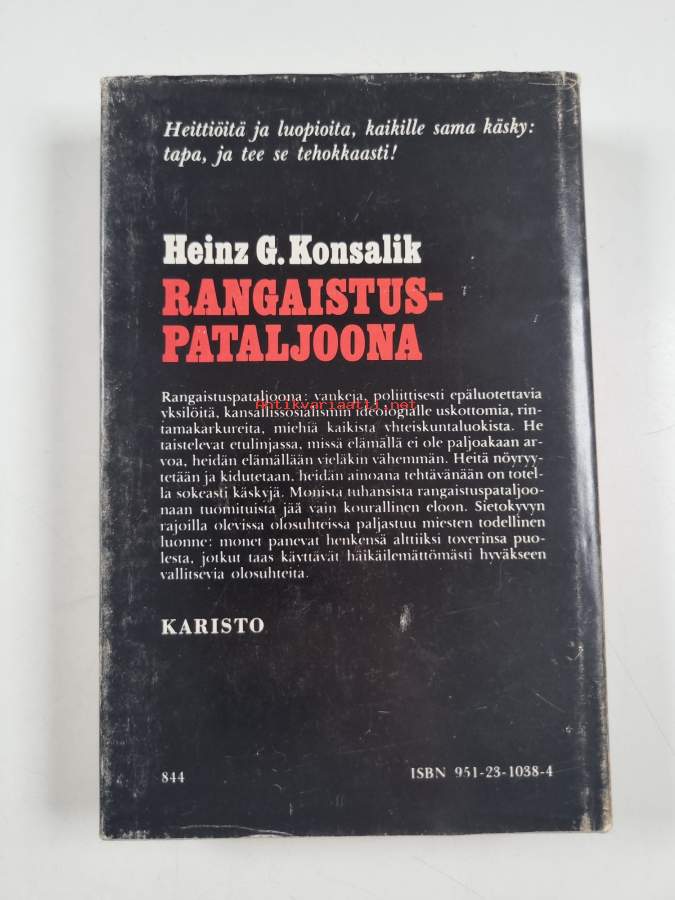 Heittiöitä ja luopioita, kaikille sama käsky:
tapa, ja tee se tehokkaasti!
Heinz G. Konsalik
RANGAISTUS-
PATALJOONA
Rangaistuspataljoona: vankeja, poliittisesti epäluotettavia
yksilöitä, kansallissosialismin ideologialle uskottomia, rin-
Antikvariaatti.net
tamakarkureita, miehiä kaikista yhteiskuntaluokista. He
taistelevat etulinjassa, missä elämällä ei ole paljoakaan ar-
voa, heidän elämällään vieläkin vähemmän. Heitä nöyryy-
tetään ja kidutetaan, heidän ainoana tehtävänään on totel-
la sokeasti käskyjä. Monista tuhansista rangaistuspataljoo-
naan tuomituista jää vain kourallinen eloon. Sietokyvyn
rajoilla olevissa olosuhteissa paljastuu miesten todellinen
luonne: monet panevat henkensä alttiiksi toverinsa puo-
lesta, jotkut taas käyttävät häikäilemättömästi hyväkseen
vallitsevia olosuhteita.
KARISTO
844
ISBN 951-23-1038-4